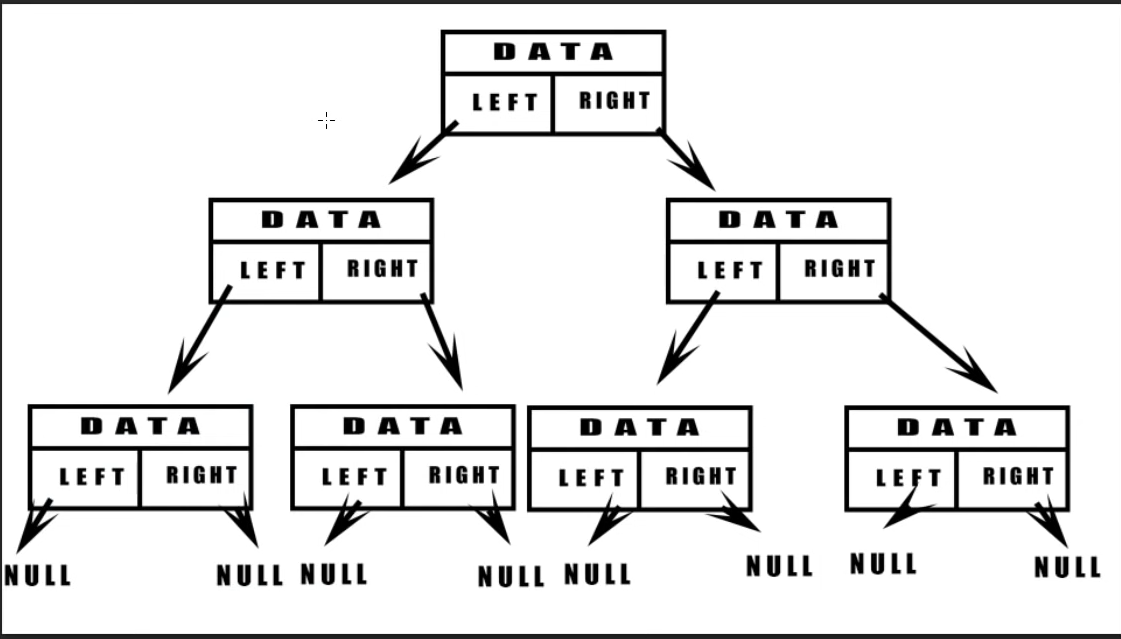 DATA
LEFT RIGHT
DATA DATA
LEFT RIGHT LEFT RIGHT
DATA DATA DATA DATA
LEFT RIGHT LEFT RIGHT LEFT RIGHT LEFT RIGHT
NULL NULL NULL NULL NULL NULL NULL NULL